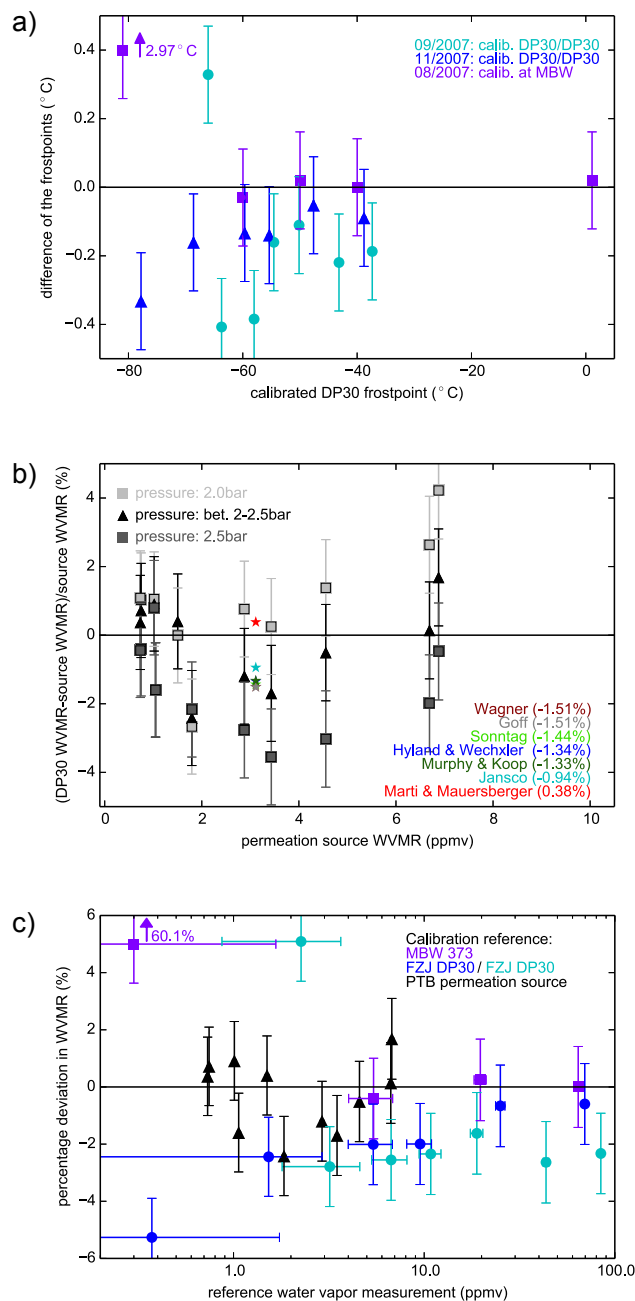 a)
2.97°C
09/2007: calib. DP30/DP30
11/2007: calib. DP30/DP30
08/2007: calib. at MBW
difference of the frostpoints (°C)
0.4
0.2
0.0
−0.2
−0.4
−80
−60
−40
−20
0
calibrated DP30 frostpoint (°C)
b)
pressure: 2.0bar
pressure: bet. 2−2.5bar
pressure: 2.5bar
(DP30 WVMR-source WVMR)/source WVMR (%)
4
2
0
−2
−4
Wagner (-1.51%)
Goff (-1.51%)
Sonntag (-1.44%)
Hyland & Wechxler (-1.34%)
Murphy & Koop (-1.33%)
Jansco (-0.94%)
Marti & Mauersberger (0.38%)
0
2
4
6
8
10
permeation source WVMR (ppmv)
c)
60.1%
Calibration reference:
MBW 373
FZJ DP30 / FZJ DP30
PTB permeation source
percentage deviation in WVMR (%)
6
4
2
0
−2
−4
−6
1.0
10.0
100.0
reference water vapor measurement (ppmv)